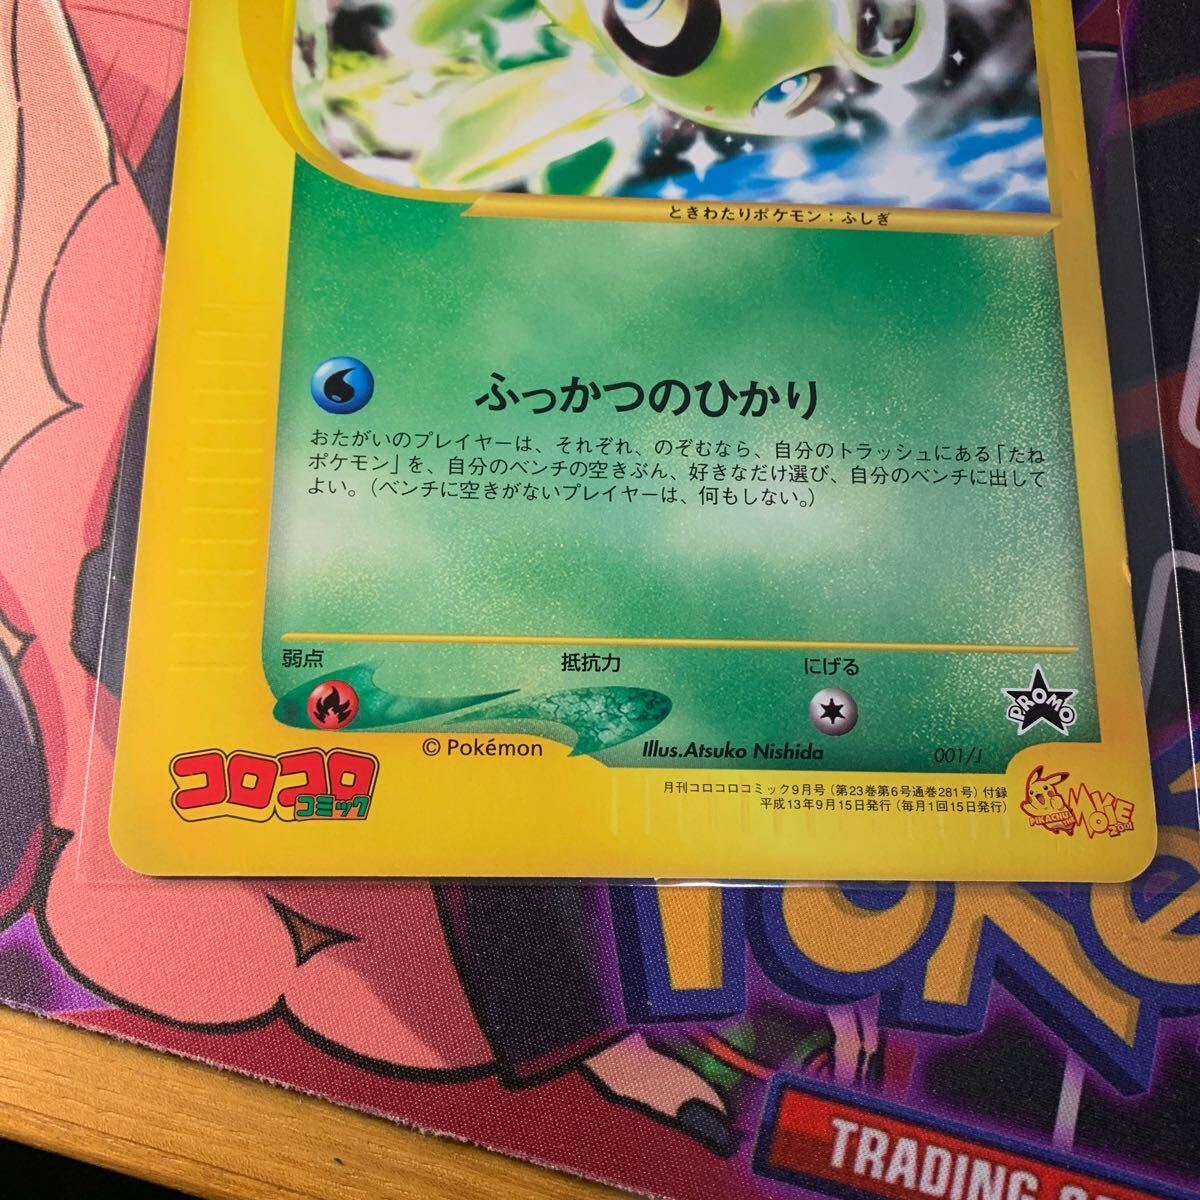 ときわたりポケモン：ふしぎ
ふっかつのひかり
おたがいのプレイヤーは、それぞれ、のぞむなら、自分のトラッシュにある「たね
ポケモン」を、自分のベンチの空きぶん、好きなだけ選び、自分のベンチに出して
よい。（ベンチに空きがないプレイヤーは、何もしない。）
弱点 抵抗力 にげる
PROMO
© Pokémon Illus.Atsuko Nishida 001/J
コロコロ
コミック
月刊コロコロコミック9月号（第23巻第6号通巻281号）付録
平成13年9月15日発行（毎月1回15日発行）
PIKACHU THE
MOVIE
2001
Poké
TRADING